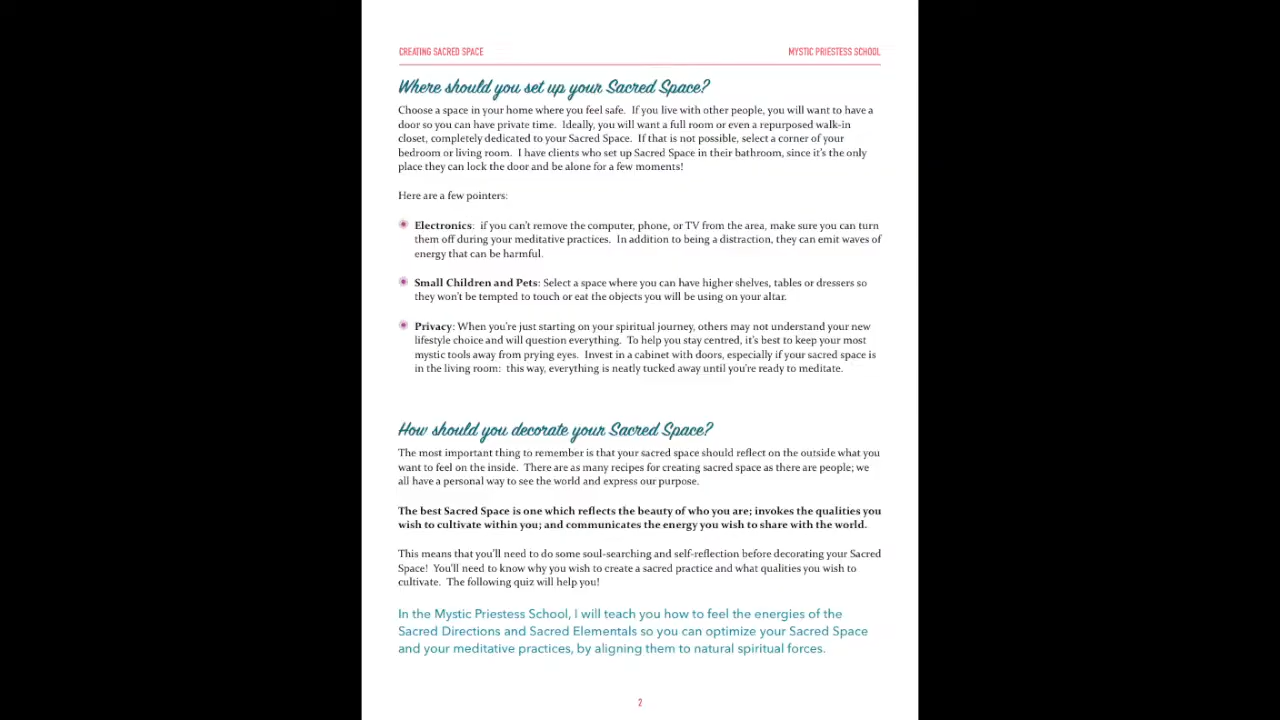 CREATING SACRED SPACE MYSTIC PRIESTESS SCHOOL
Where should you set up your Sacred Space?
Choose a space in your home where you feel safe. If you live with other people, you will want to have a
door so you can have private time. Ideally, you will want a full room or even a repurposed walk-in
closet, completely dedicated to your Sacred Space. If that is not possible, select a corner of your
bedroom or living room. I have clients who set up Sacred Space in their bathroom, since it's the only
place they can lock the door and be alone for a few moments!
Here are a few pointers:
Electronics: if you can't remove the computer, phone, or TV from the area, make sure you can turn
them off during your meditative practices. In addition to being a distraction, they can emit waves of
energy that can be harmful.
Small Children and Pets: Select a space where you can have higher shelves, tables or dressers so
they won't be tempted to touch or eat the objects you will be using on your altar.
Privacy: When you're just starting on your spiritual journey, others may not understand your new
lifestyle choice and will question everything. To help you stay centred, it's best to keep your most
mystic tools away from prying eyes. Invest in a cabinet with doors, especially if your sacred space is
in the living room: this way, everything is neatly tucked away until you're ready to meditate.
How should you decorate your Sacred Space?
The most important thing to remember is that your sacred space should reflect on the outside what you
want to feel on the inside. There are as many recipes for creating sacred space as there are people; we
all have a personal way to see the world and express our purpose.
The best Sacred Space is one which reflects the beauty of who you are; invokes the qualities you
wish to cultivate within you; and communicates the energy you wish to share with the world.
This means that you'll need to do some soul-searching and self-reflection before decorating your Sacred
Space! You'll need to know why you wish to create a sacred practice and what qualities you wish to
cultivate. The following quiz will help you!
In the Mystic Priestess School, I will teach you how to feel the energies of the
Sacred Directions and Sacred Elementals so you can optimize your Sacred Space
and your meditative practices, by aligning them to natural spiritual forces.
2